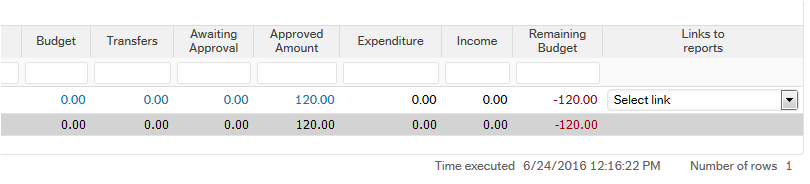 Budget Transfers Awaiting Approval Approved Amount Expenditure Income Remaining Budget Links to reports
0.00 0.00 0.00 120.00 0.00 0.00 -120.00 Select link
0.00 0.00 0.00 120.00 0.00 0.00 -120.00
Time executed 6/24/2016 12:16:22 PM Number of rows 1